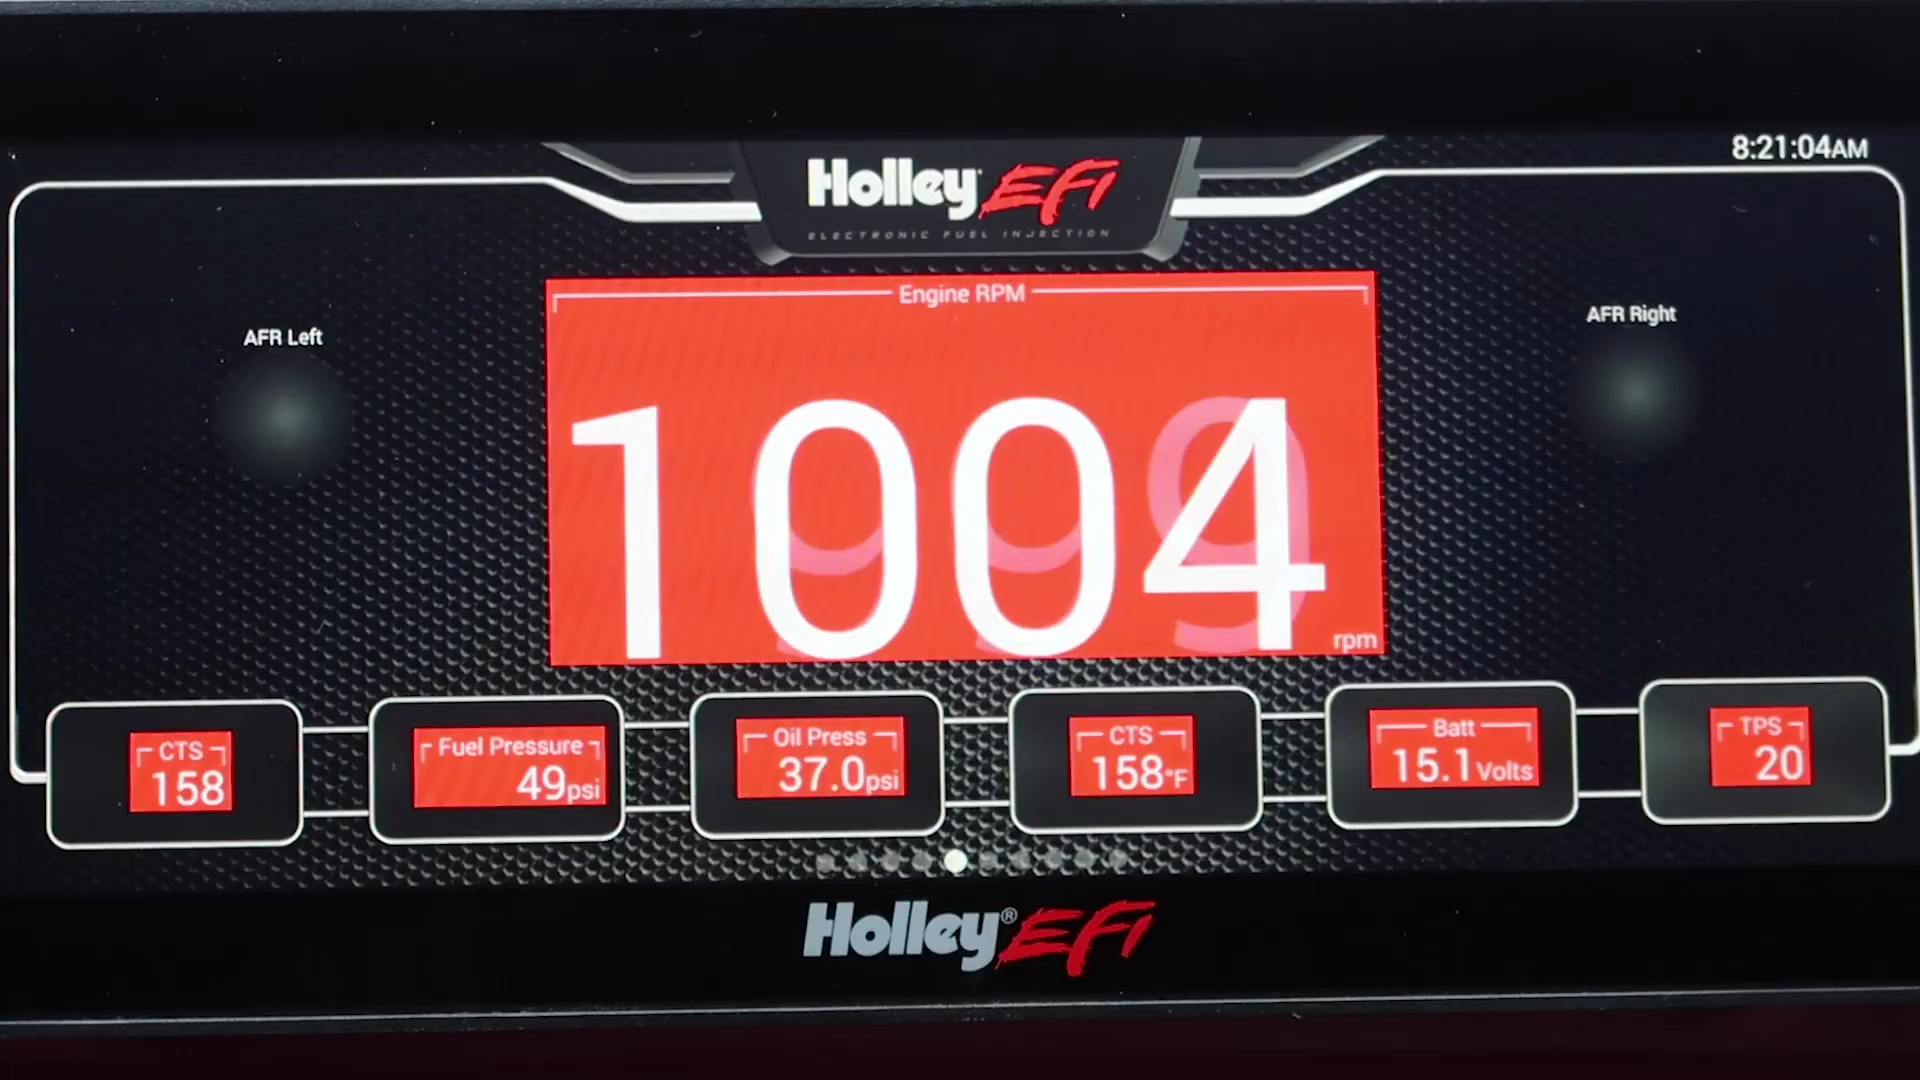 8:21:04AM
Holley EFI
ELECTRONIC FUEL INJECTION
Engine RPM
AFR Left
AFR Right
1004
rpm
CTS
158
Fuel Pressure
49psi
Oil Press
37.0psi
CTS
158°F
Batt
15.1Volts
TPS
20
Holley® EFI